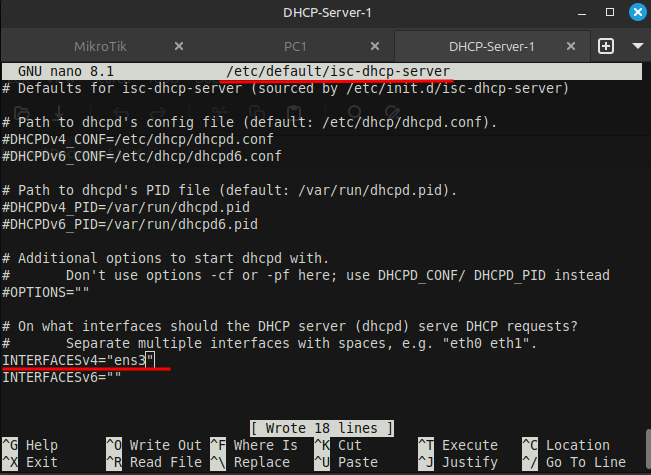 DHCP-Server-1
MikroTik PC1 DHCP-Server-1
GNU nano 8.1 /etc/default/isc-dhcp-server
# Defaults for isc-dhcp-server (sourced by /etc/init.d/isc-dhcp-server)
# Path to dhcpd's config file (default: /etc/dhcp/dhcpd.conf).
#DHCPDv4_CONF=/etc/dhcp/dhcpd.conf
#DHCPDv6_CONF=/etc/dhcp/dhcpd6.conf
# Path to dhcpd's PID file (default: /var/run/dhcpd.pid).
#DHCPDv4_PID=/var/run/dhcpd.pid
#DHCPDv6_PID=/var/run/dhcpd6.pid
# Additional options to start dhcpd with.
# Don't use options -cf or -pf here; use DHCPD_CONF/ DHCPD_PID instead
#OPTIONS=""
# On what interfaces should the DHCP server (dhcpd) serve DHCP requests?
# Separate multiple interfaces with spaces, e.g. "eth0 eth1".
INTERFACESv4="ens3"
INTERFACESv6=""
[ Wrote 18 lines ]
^G Help ^O Write Out ^F Where Is ^K Cut ^T Execute ^C Location
^X Exit ^R Read File ^\ Replace ^U Paste ^J Justify ^/ Go To Line